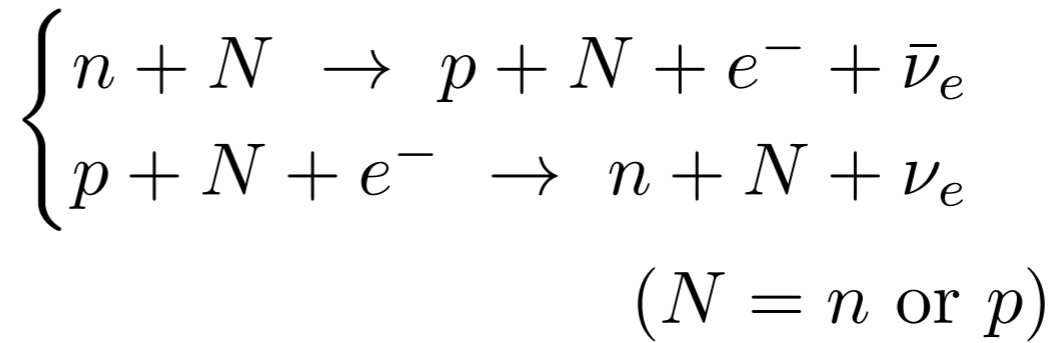 n + N → p + N + e⁻ + ν̄ₑ
p + N + e⁻ → n + N + νₑ
(N = n or p)